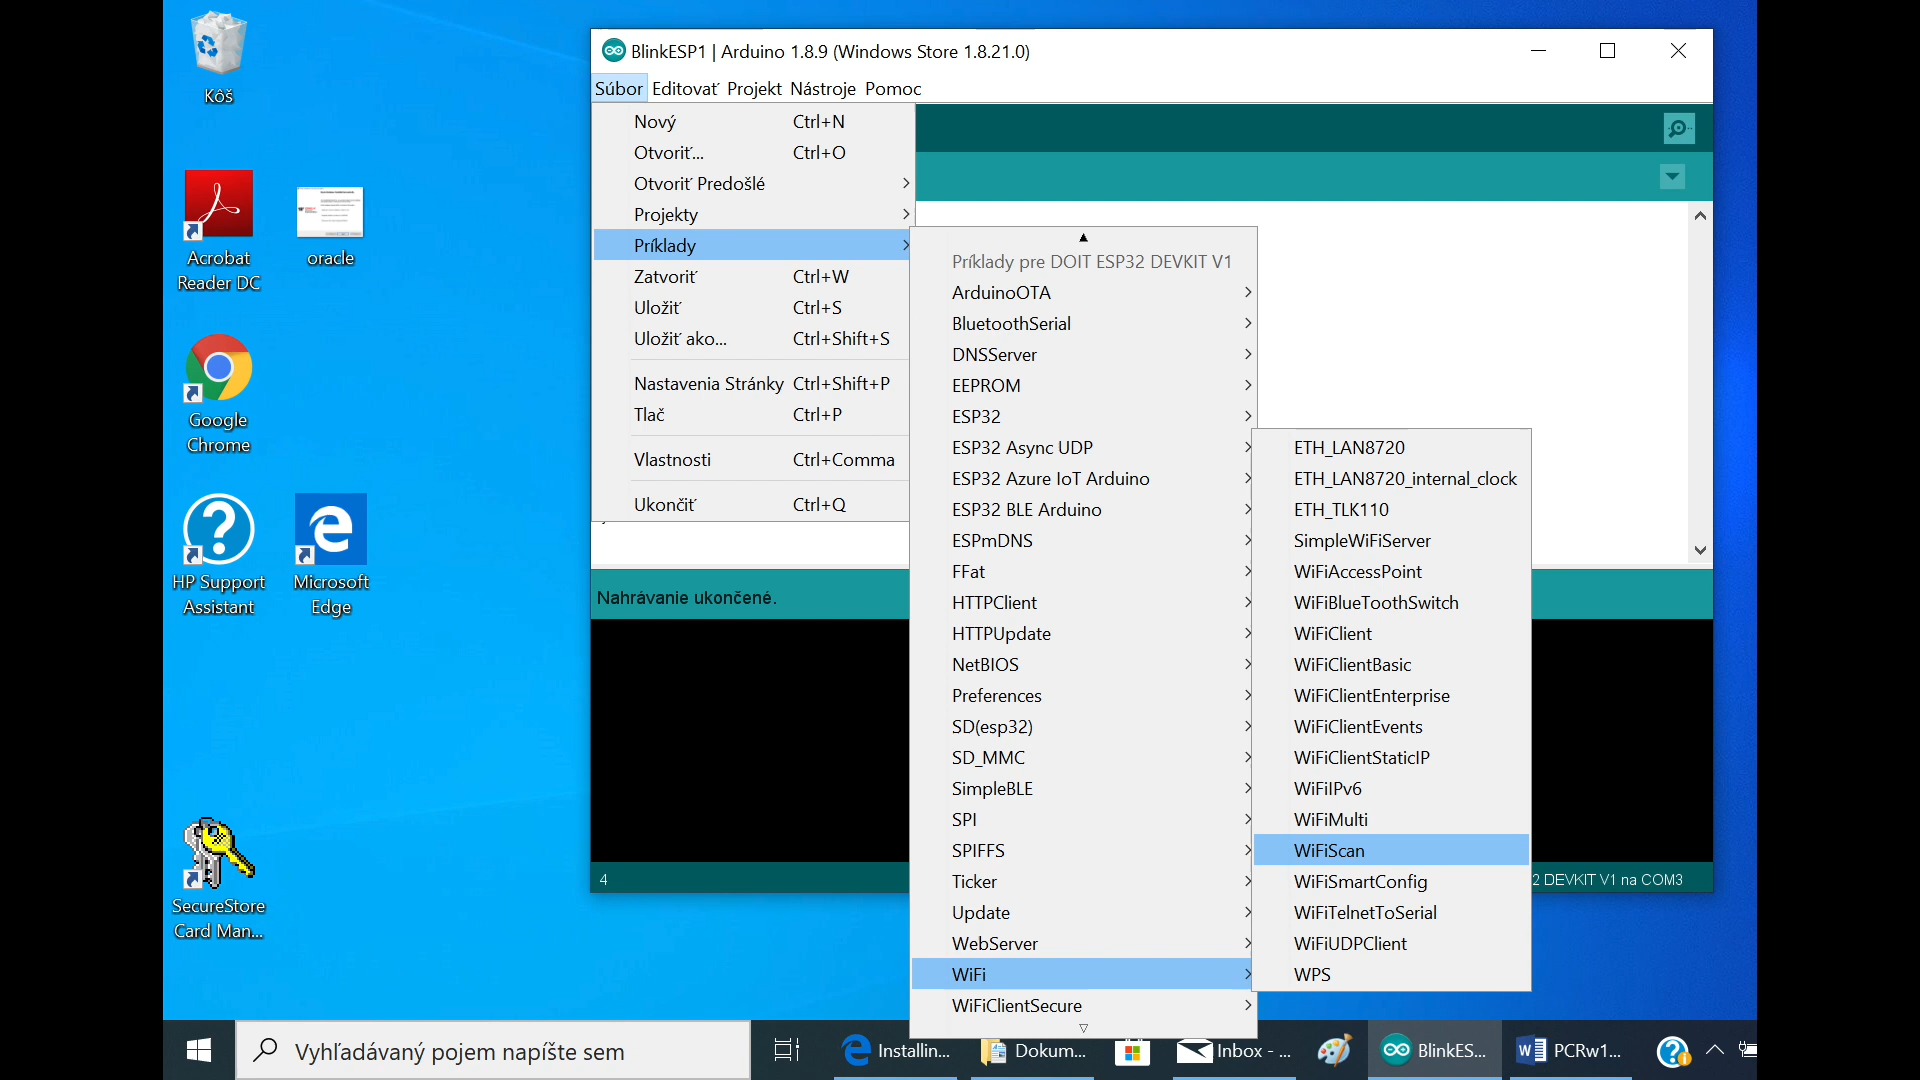 Kôš
Acrobat
Reader DC
oracle
Google
Chrome
HP Support
Assistant
Microsoft
Edge
SecureStore
Card Man...
BlinkESP1 | Arduino 1.8.9 (Windows Store 1.8.21.0)
Súbor Editovať Projekt Nástroje Pomoc
Nový Ctrl+N
Otvoriť... Ctrl+O
Otvoriť Predošlé
Projekty
Príklady
Zatvoriť Ctrl+W
Uložiť Ctrl+S
Uložiť ako... Ctrl+Shift+S
Nastavenia Stránky Ctrl+Shift+P
Tlač Ctrl+P
Vlastnosti Ctrl+Comma
Ukončiť Ctrl+Q
Príklady pre DOIT ESP32 DEVKIT V1
ArduinoOTA
BluetoothSerial
DNSServer
EEPROM
ESP32
ESP32 Async UDP
ESP32 Azure IoT Arduino
ESP32 BLE Arduino
ESPmDNS
FFat
HTTPClient
HTTPUpdate
NetBIOS
Preferences
SD(esp32)
SD_MMC
SimpleBLE
SPI
SPIFFS
Ticker
Update
WebServer
WiFi
WiFiClientSecure
ETH_LAN8720
ETH_LAN8720_internal_clock
ETH_TLK110
SimpleWiFiServer
WiFiAccessPoint
WiFiBlueToothSwitch
WiFiClient
WiFiClientBasic
WiFiClientEnterprise
WiFiClientEvents
WiFiClientStaticIP
WiFiIPv6
WiFiMulti
WiFiScan
WiFiSmartConfig
WiFiTelnetToSerial
WiFiUDPClient
WPS
Nahrávanie ukončené.
4
2 DEVKIT V1 na COM3
Vyhľadávaný pojem napíšte sem
Installin...
Dokum...
Inbox - ...
BlinkES...
PCRw1...